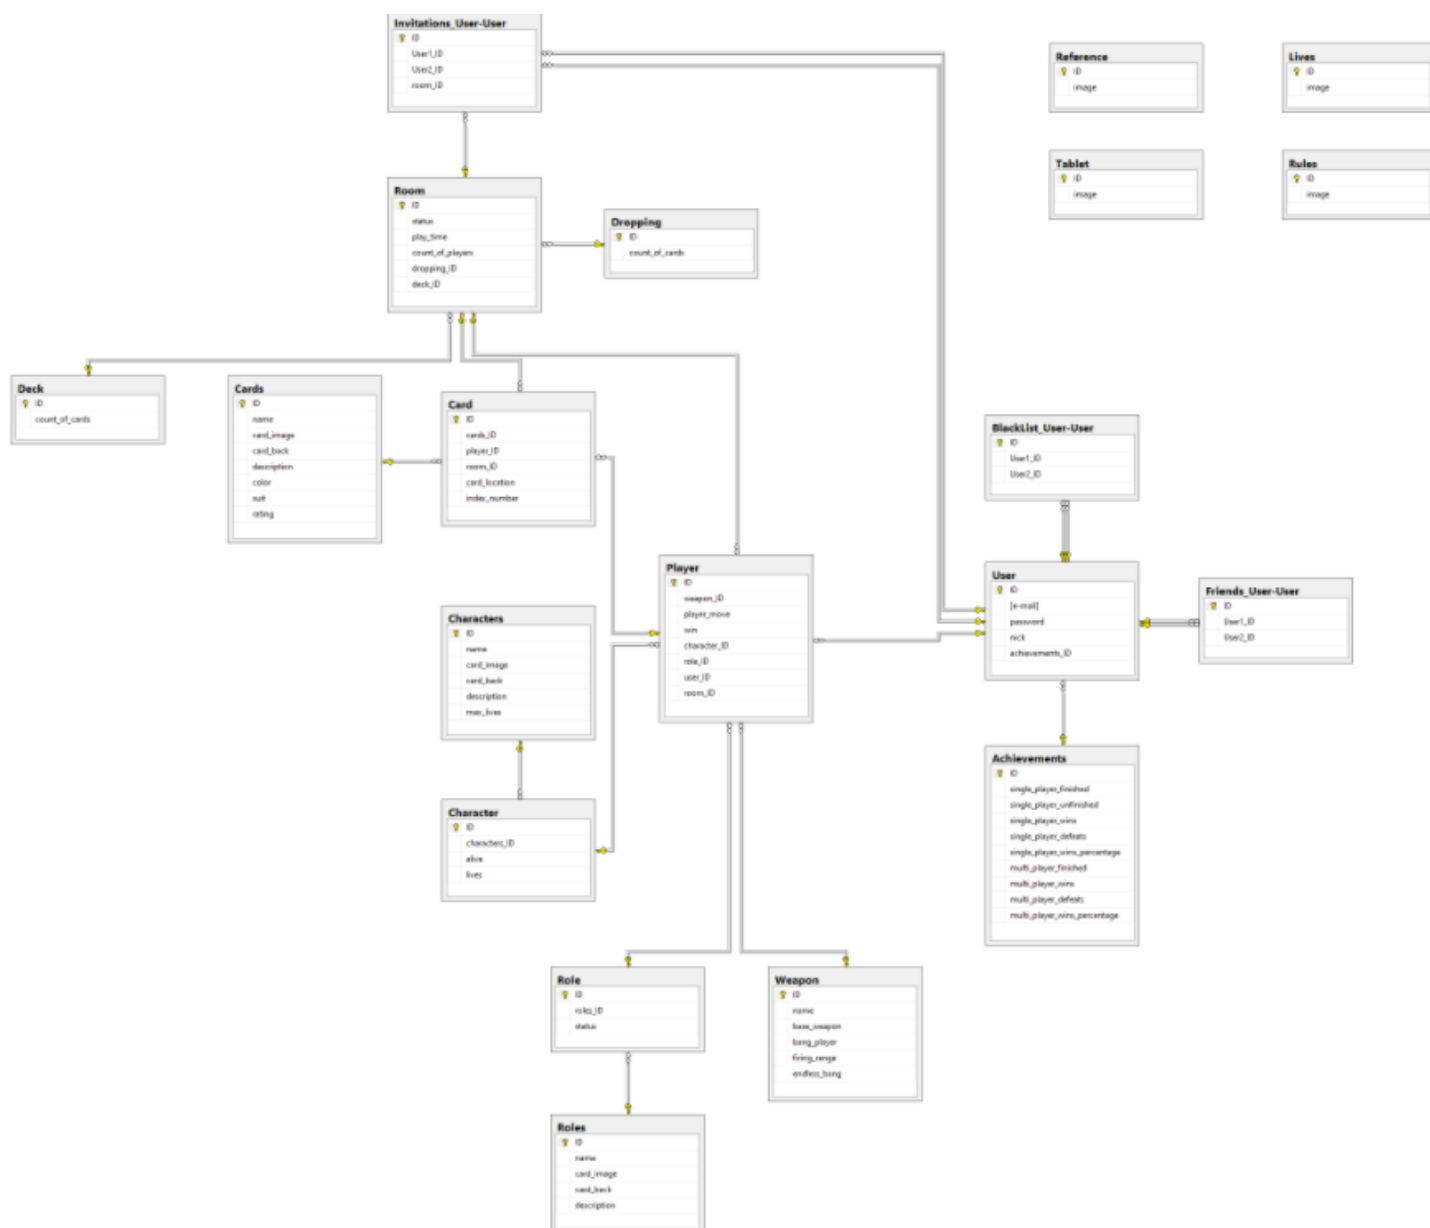 Invitations_User-User
ID
User1_ID
User2_ID
room_ID
Reference
ID
image
Lives
ID
image
Tablet
ID
image
Rules
ID
image
Room
ID
status
play_time
count_of_players
dropping_ID
deck_ID
Dropping
ID
count_of_cards
Deck
ID
count_of_cards
Cards
ID
name
card_image
card_back
description
color
suit
rating
Card
ID
cards_ID
player_ID
room_ID
card_location
index_number
BlackList_User-User
ID
User1_ID
User2_ID
Player
ID
weapon_ID
player_move
win
character_ID
role_ID
user_ID
room_ID
User
ID
[e-mail]
password
nick
achievements_ID
Friends_User-User
ID
User1_ID
User2_ID
Characters
ID
name
card_image
card_back
description
max_lives
Character
ID
characters_ID
alive
lives
Achievements
ID
single_player_finished
single_player_unfinished
single_player_wins
single_player_defeats
single_player_wins_percentage
multi_player_finished
multi_player_wins
multi_player_defeats
multi_player_wins_percentage
Role
ID
roles_ID
status
Weapon
ID
name
base_weapon
bang_player
firing_range
endless_bang
Roles
ID
name
card_image
card_back
description